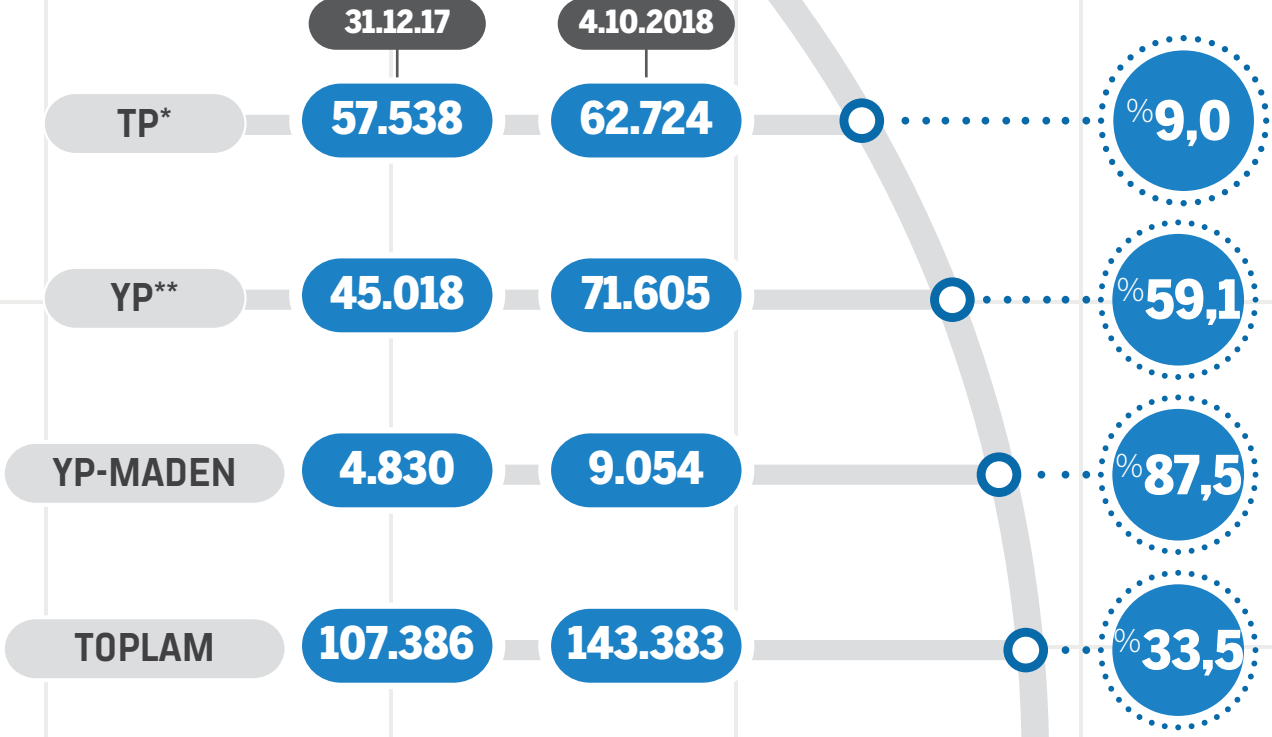 31.12.17 4.10.2018
TP* 57.538 62.724 %9,0
YP** 45.018 71.605 %59,1
YP-MADEN 4.830 9.054 %87,5
TOPLAM 107.386 143.383 %33,5